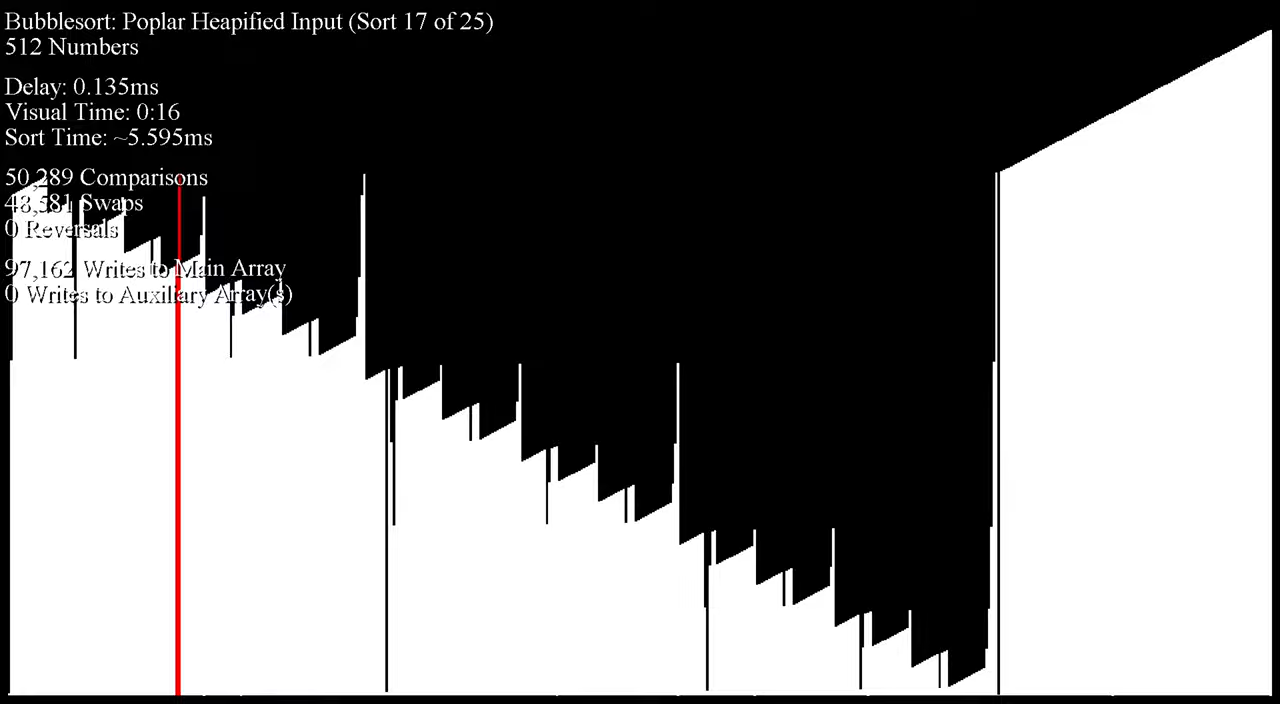 Bubblesort: Poplar Heapified Input (Sort 17 of 25)
512 Numbers
Delay: 0.135ms
Visual Time: 0:16
Sort Time: ~5.595ms
50,289 Comparisons
48,581 Swaps
0 Reversals
97,162 Writes to Main Array
0 Writes to Auxiliary Array(s)